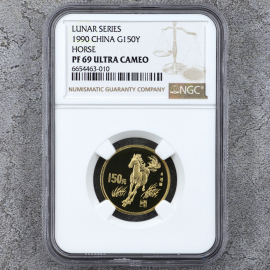 LUNAR SERIES
1990 CHINA G150Y
HORSE
PF 69 ULTRA CAMEO
6654463-010
NUMISMATIC GUARANTY COMPANY
NGC
150元